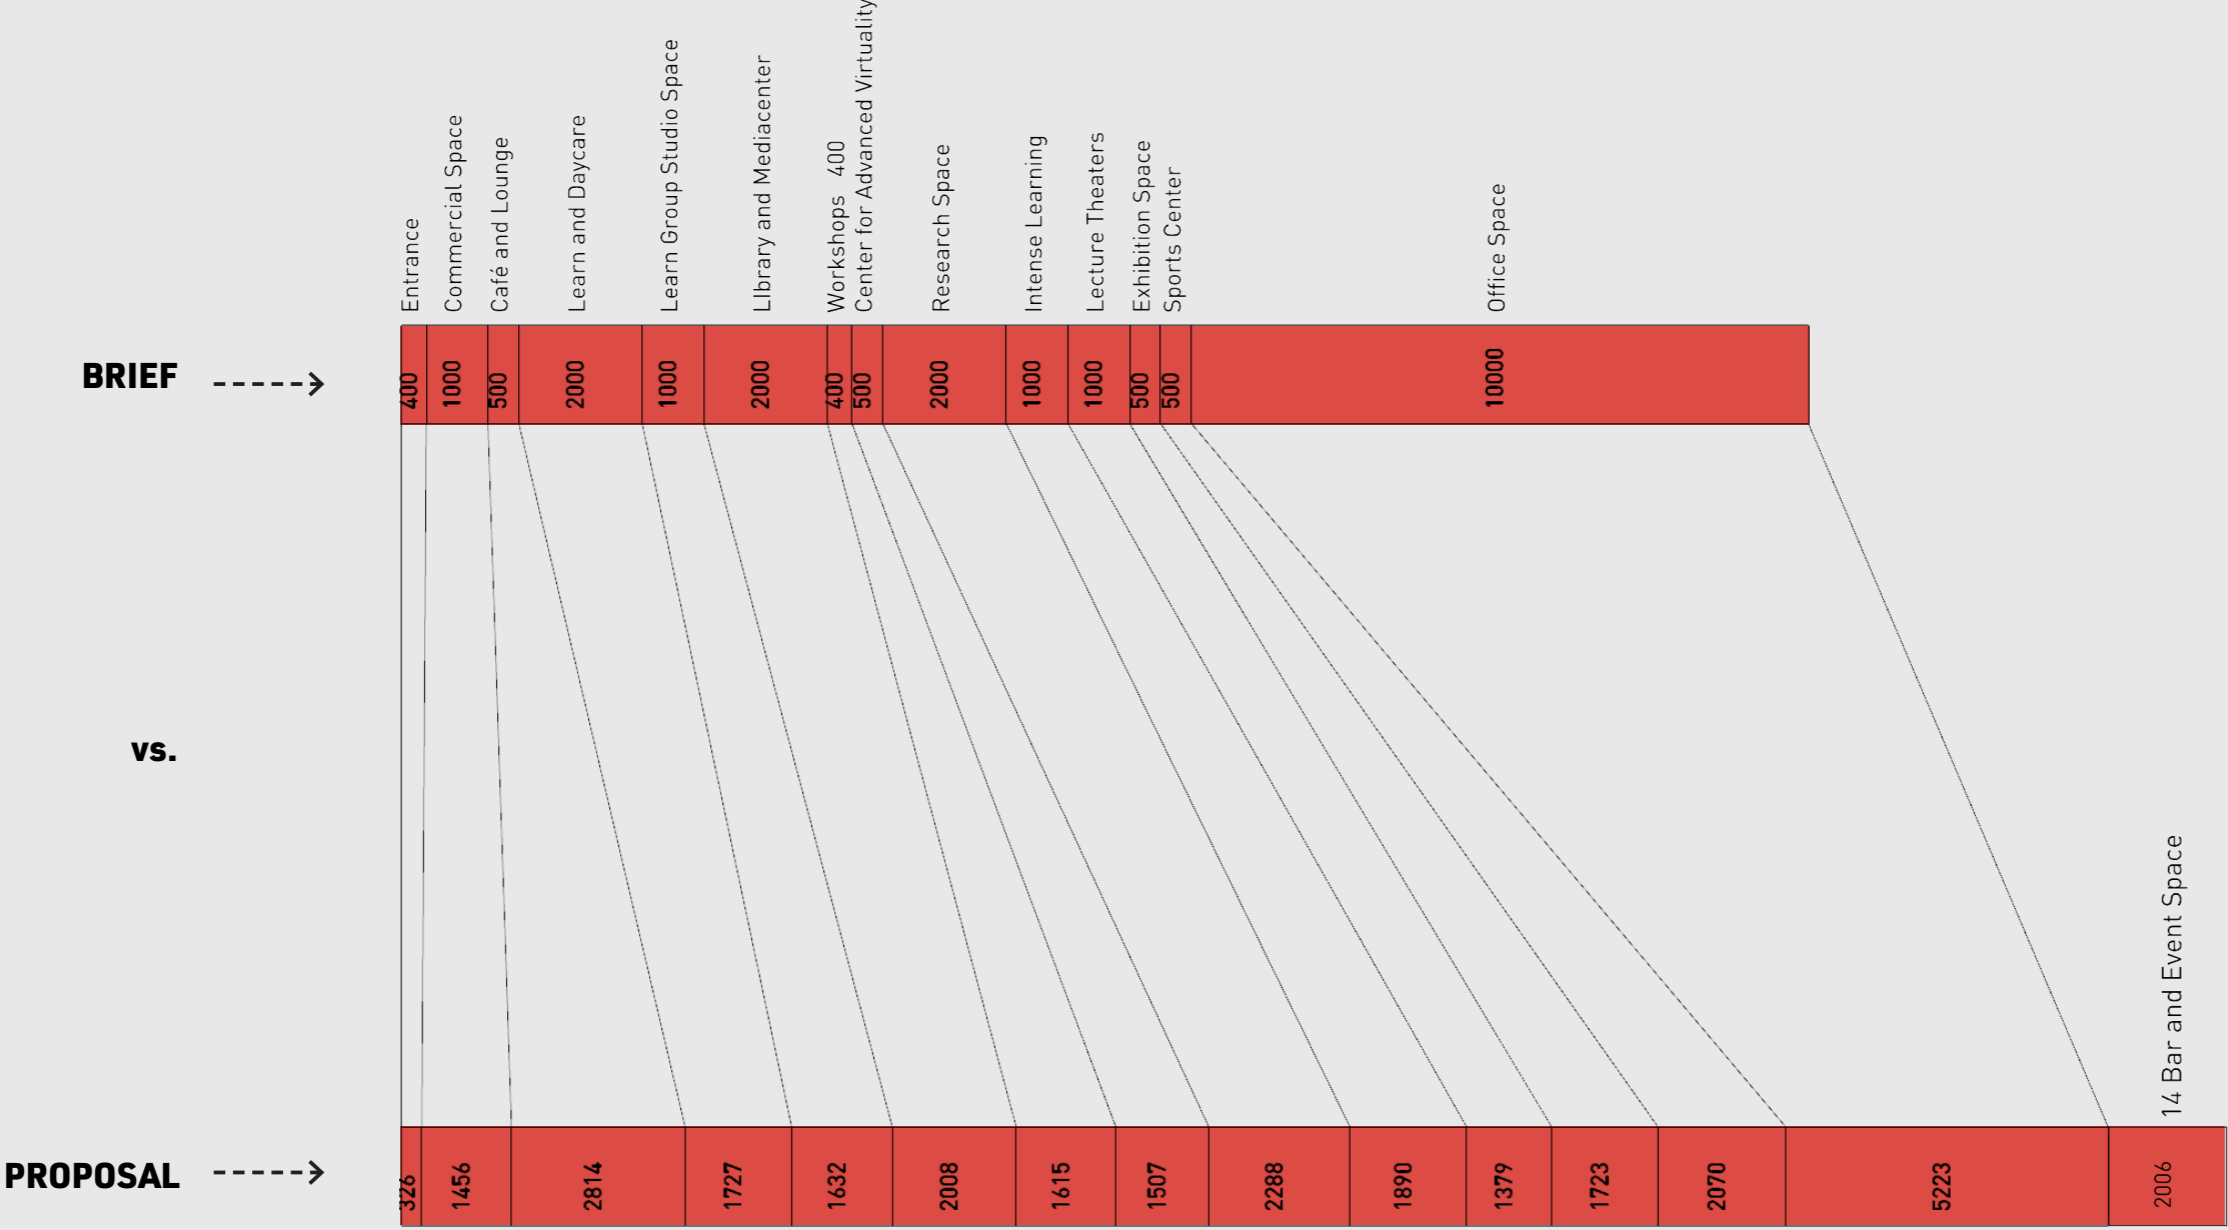 Entrance
Commercial Space
Café and Lounge
Learn and Daycare
Learn Group Studio Space
LIbrary and Mediacenter
Workshops 400
Center for Advanced Virtuality
Research Space
Intense Learning
Lecture Theaters
Exhibition Space
Sports Center
Office Space
BRIEF
400
1000
500
2000
1000
2000
400
500
2000
1000
1000
500
500
10000
vs.
14 Bar and Event Space
PROPOSAL
326
1456
2814
1727
1632
2008
1615
1507
2288
1890
1379
1723
2070
5223
2006